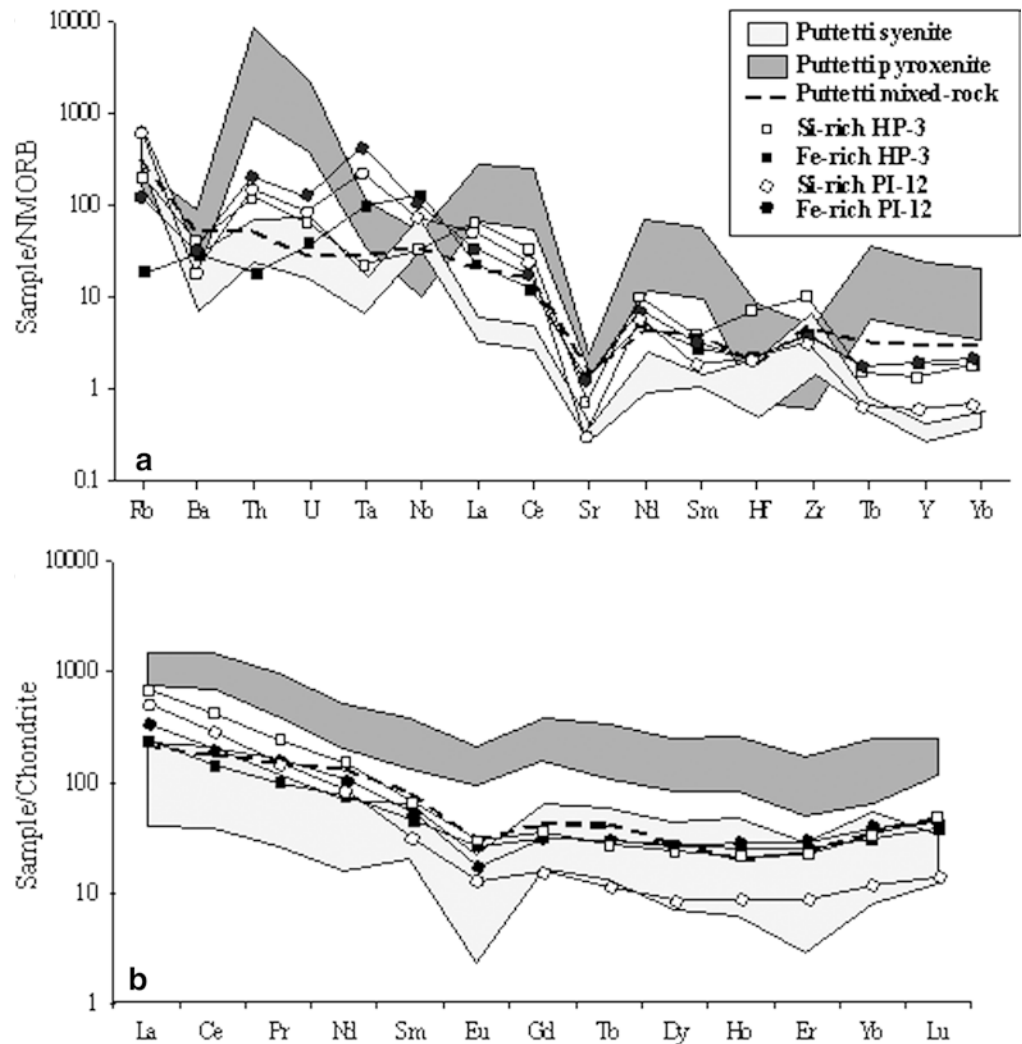 10000
1000
100
10
1
0.1
Sample/NMORB
a
Rb Ba Th U Ta Nb La Ce Sr Nd Sm Hf Zr Tb Y Yb
Puttetti syenite
Puttetti pyroxenite
Puttetti mixed-rock
Si-rich HP-3
Fe-rich HP-3
Si-rich PI-12
Fe-rich PI-12
10000
1000
100
10
1
Sample/Chondrite
b
La Ce Pr Nd Sm Eu Gd Tb Dy Ho Er Yb Lu